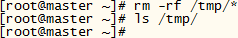 [root@master ~]# rm -rf /tmp/*
[root@master ~]# ls /tmp/
[root@master ~]#